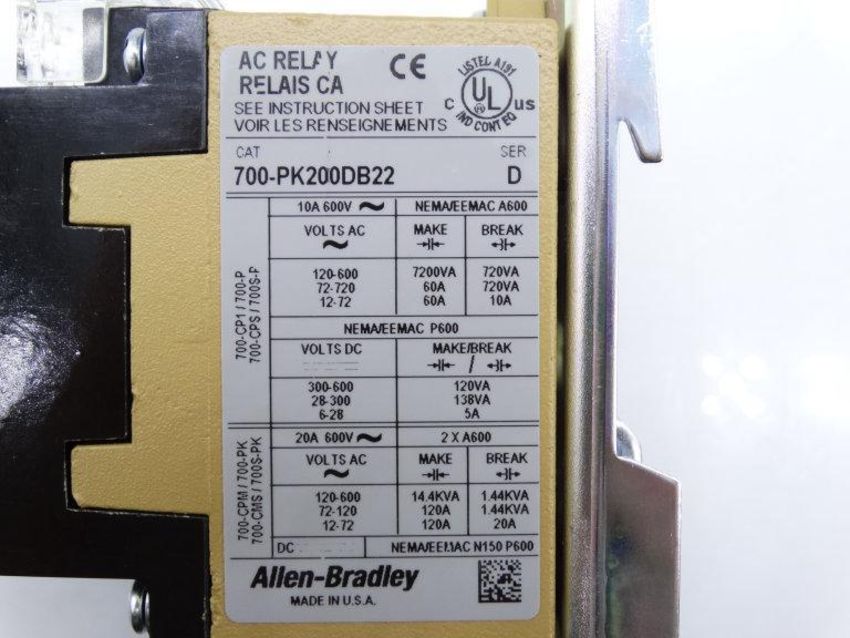 AC RELAY CE
RELAIS CA
SEE INSTRUCTION SHEET
VOIR LES RENSEIGNEMENTS
LISTED A191
C UL US
IND CONT EQ
CAT SER
700-PK200DB22 D
700-CP1 / 700-P
700-CPS / 700S-P
10A 600V ~ NEMA/EEMAC A600
VOLTS AC MAKE BREAK
~
120-600 7200VA 720VA
72-720 60A 720VA
12-72 60A 10A
NEMA/EEMAC P600
VOLTS DC MAKE/BREAK
/
300-600 120VA
28-300 138VA
6-28 5A
700-CPM / 700-PK
700-CMS / 700S-PK
20A 600V ~ 2 X A600
VOLTS AC MAKE BREAK
~
120-600 14.4KVA 1.44KVA
72-120 120A 1.44KVA
12-72 120A 20A
DC NEMA/EEMAC N150 P600
Allen-Bradley
MADE IN U.S.A.